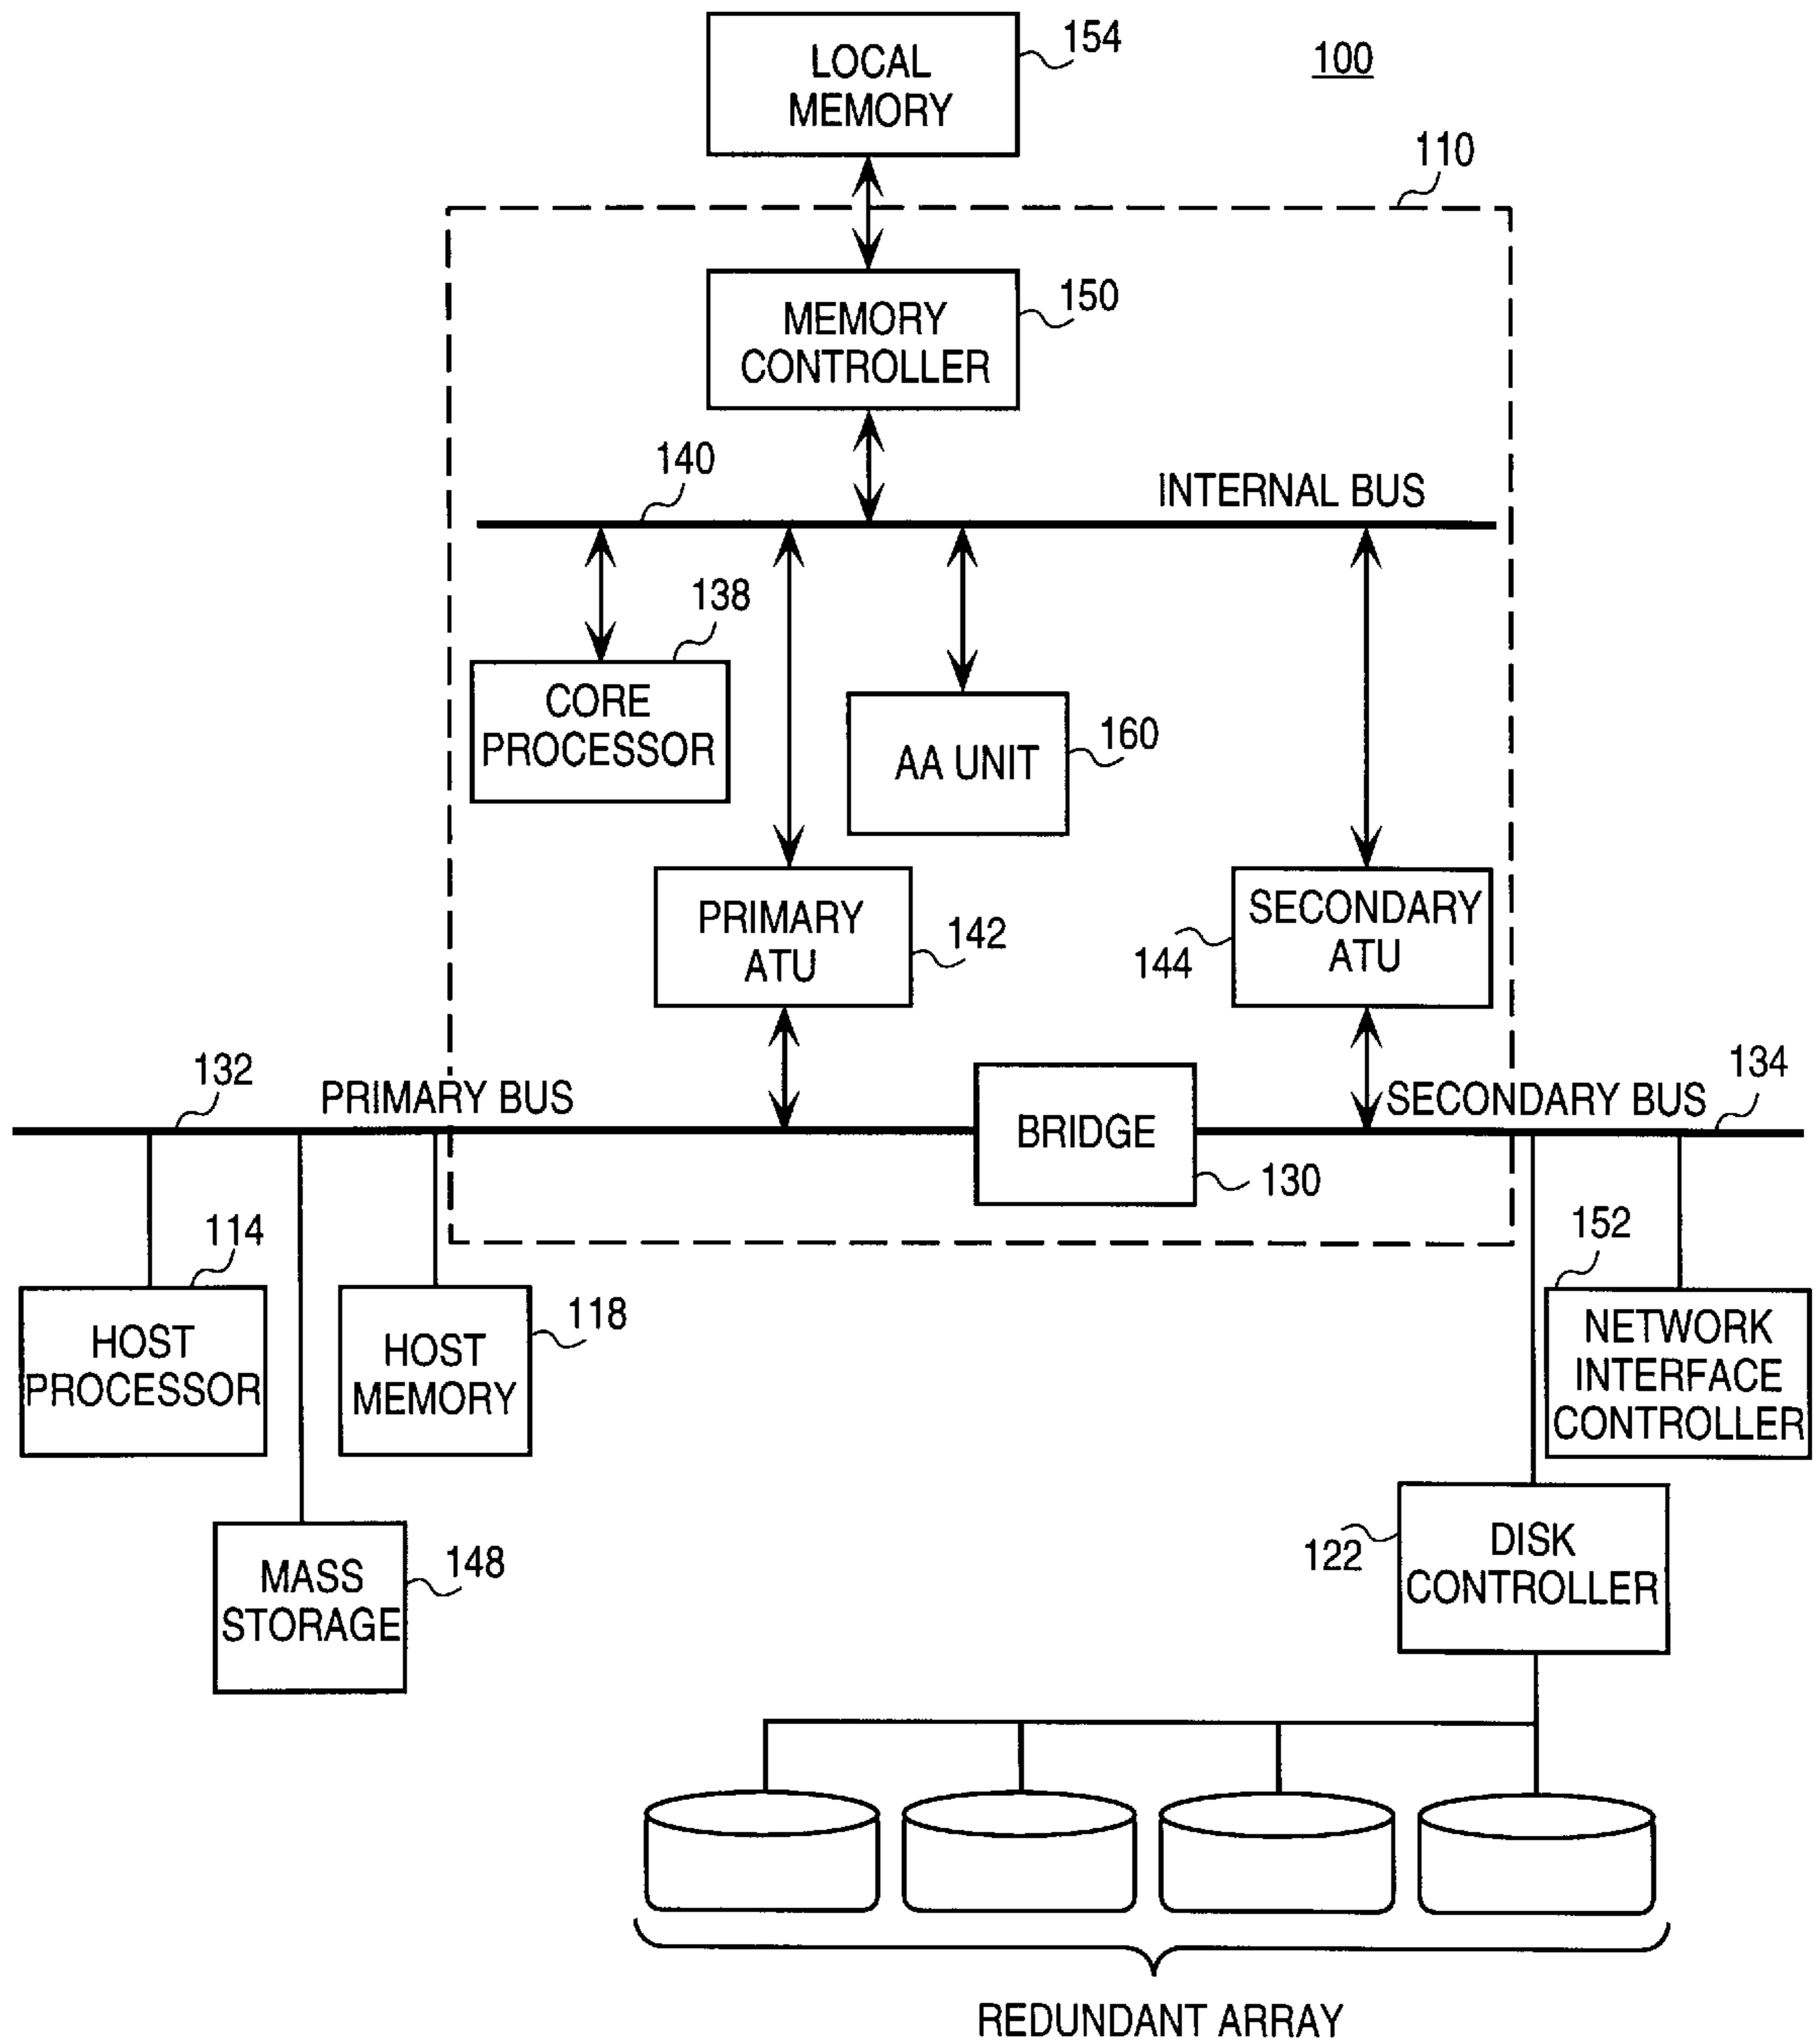 LOCAL
MEMORY
154
100
110
MEMORY
CONTROLLER
150
140
INTERNAL BUS
138
CORE
PROCESSOR
AA UNIT
160
PRIMARY
ATU
142
SECONDARY
ATU
144
132
PRIMARY BUS
BRIDGE
130
SECONDARY BUS
134
114
HOST
PROCESSOR
HOST
MEMORY
118
152
NETWORK
INTERFACE
CONTROLLER
MASS
STORAGE
148
122
DISK
CONTROLLER
REDUNDANT ARRAY